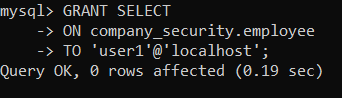 mysql> GRANT SELECT
-> ON company_security.employee
-> TO 'user1'@'localhost';
Query OK, 0 rows affected (0.19 sec)